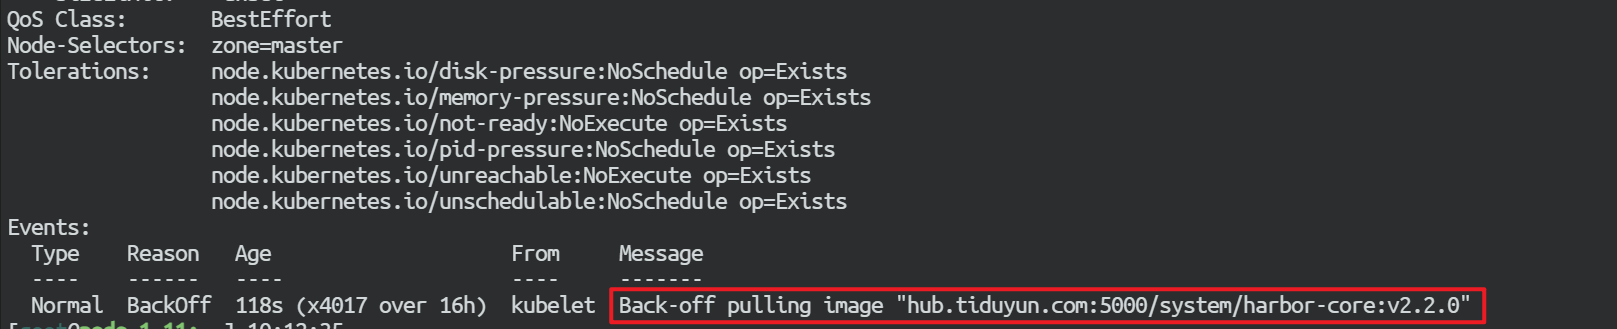 QoS Class:       BestEffort
Node-Selectors:  zone=master
Tolerations:     node.kubernetes.io/disk-pressure:NoSchedule op=Exists
                 node.kubernetes.io/memory-pressure:NoSchedule op=Exists
                 node.kubernetes.io/not-ready:NoExecute op=Exists
                 node.kubernetes.io/pid-pressure:NoSchedule op=Exists
                 node.kubernetes.io/unreachable:NoExecute op=Exists
                 node.kubernetes.io/unschedulable:NoSchedule op=Exists
Events:
  Type    Reason   Age                    From     Message
  ----    ------   ----                   ----     -------
  Normal  BackOff  118s (x4017 over 16h)  kubelet  Back-off pulling image "hub.tiduyun.com:5000/system/harbor-core:v2.2.0"